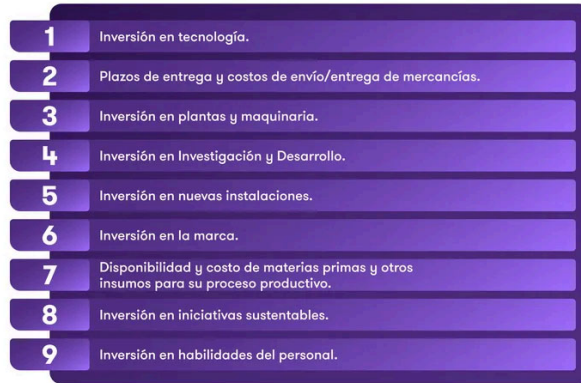 1 Inversión en tecnología.
2 Plazos de entrega y costos de envío/entrega de mercancías.
3 Inversión en plantas y maquinaria.
4 Inversión en Investigación y Desarrollo.
5 Inversión en nuevas instalaciones.
6 Inversión en la marca.
7 Disponibilidad y costo de materias primas y otros
insumos para su proceso productivo.
8 Inversión en iniciativas sustentables.
9 Inversión en habilidades del personal.